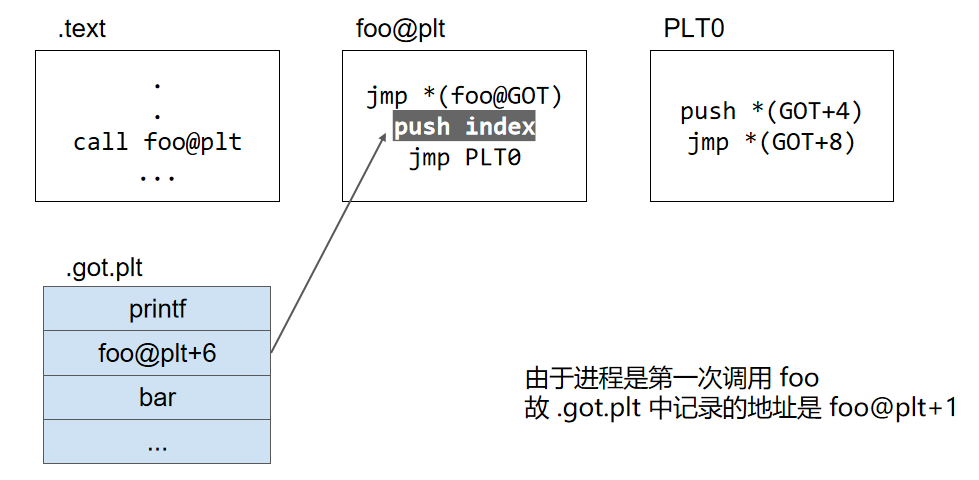 .text
.
.
call foo@plt
...
foo@plt
jmp *(foo@GOT)
push index
jmp PLT0
PLT0
push *(GOT+4)
jmp *(GOT+8)
.got.plt
printf
foo@plt+6
bar
...
由于进程是第一次调用 foo
故 .got.plt 中记录的地址是 foo@plt+1